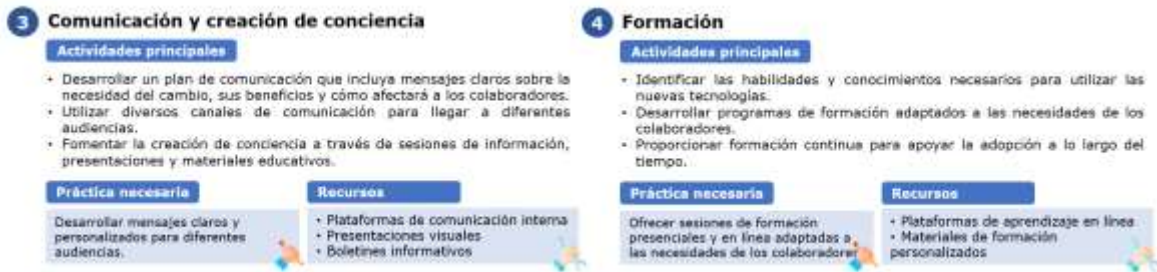 3 Comunicación y creación de conciencia
Actividades principales
• Desarrollar un plan de comunicación que incluya mensajes claros sobre la
necesidad del cambio, sus beneficios y cómo afectará a los colaboradores.
• Utilizar diversos canales de comunicación para llegar a diferentes
audiencias.
• Fomentar la creación de conciencia a través de sesiones de información,
presentaciones y materiales educativos.
Práctica necesaria
Desarrollar mensajes claros y
personalizados para diferentes
audiencias.
Recursos
• Plataformas de comunicación interna
• Presentaciones visuales
• Boletines informativos
4 Formación
Actividades principales
• Identificar las habilidades y conocimientos necesarios para utilizar las
nuevas tecnologías.
• Desarrollar programas de formación adaptados a las necesidades de los
colaboradores.
• Proporcionar formación continua para apoyar la adopción a lo largo del
tiempo.
Práctica necesaria
Ofrecer sesiones de formación
presenciales y en línea adaptadas a
las necesidades de los colaboradores
Recursos
• Plataformas de aprendizaje en línea
• Materiales de formación
personalizados